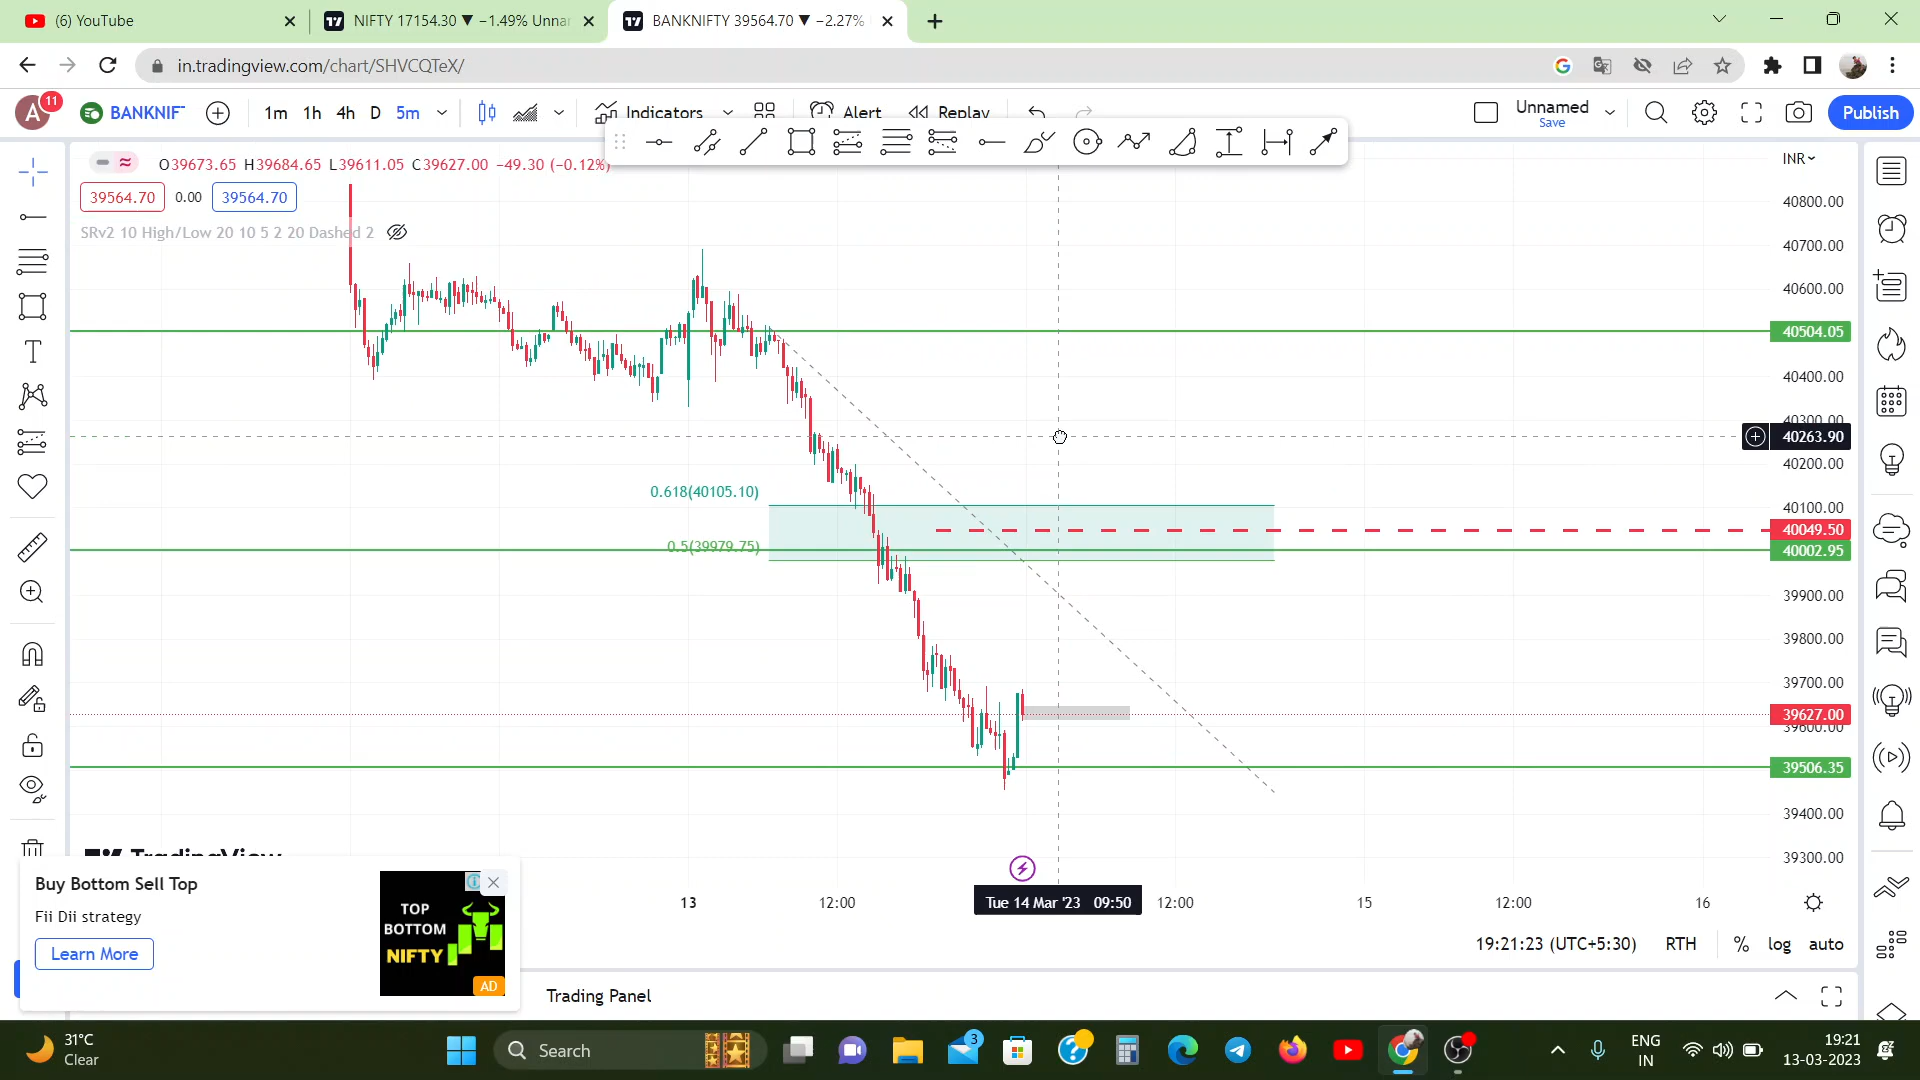 (6) YouTube
NIFTY 17154.30 ▼ −1.49% Unna
BANKNIFTY 39564.70 ▼ −2.27%
in.tradingview.com/chart/SHVCQTeX/
A
11
BANKNIF
1m 1h 4h D 5m
Indicators
Alert
Replay
Unnamed
Save
Publish
O39673.65 H39684.65 L39611.05 C39627.00 −49.30 (−0.12%)
INR
39564.70 0.00 39564.70
SRv2 10 High/Low 20 10 5 2 20 Dashed 2
40800.00
40700.00
40600.00
40504.05
40400.00
40300.00
40263.90
40200.00
0.618(40105.10)
40100.00
40049.50
0.5(39979.75)
40002.95
39900.00
39800.00
39700.00
39627.00
39600.00
39506.35
39400.00
39300.00
TradingView
Buy Bottom Sell Top
Fii Dii strategy
Learn More
TOP
BOTTOM
NIFTY
AD
13 12:00 Tue 14 Mar '23 09:50 12:00 15 12:00 16
19:21:23 (UTC+5:30) RTH % log auto
Trading Panel
31°C
Clear
Search
3
ENG
IN
19:21
13-03-2023